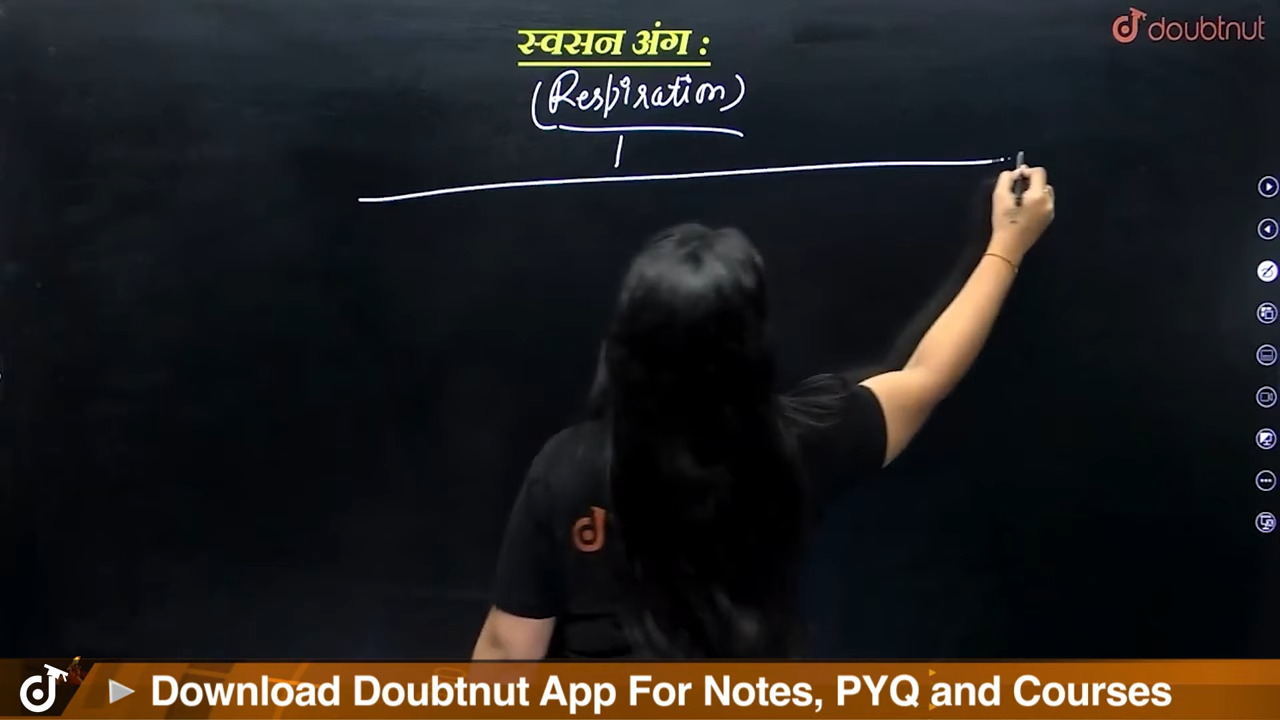 स्वसन अंग :
doubtnut
(Respiration)
Download Doubtnut App For Notes, PYQ and Courses